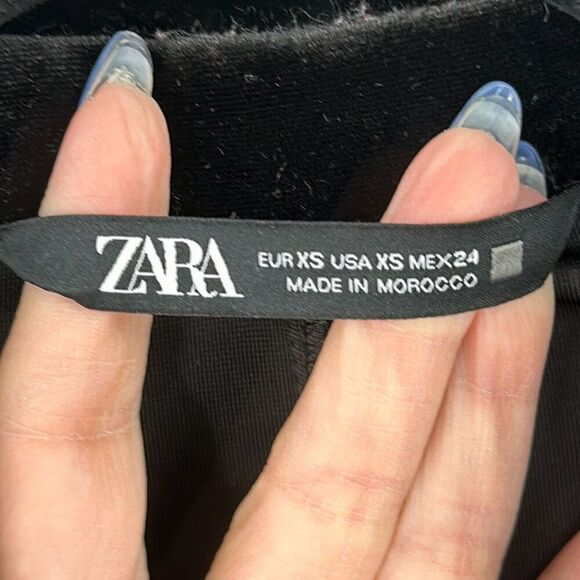 ZARA
EUR XS USA XS MEX 24
MADE IN MOROCCO